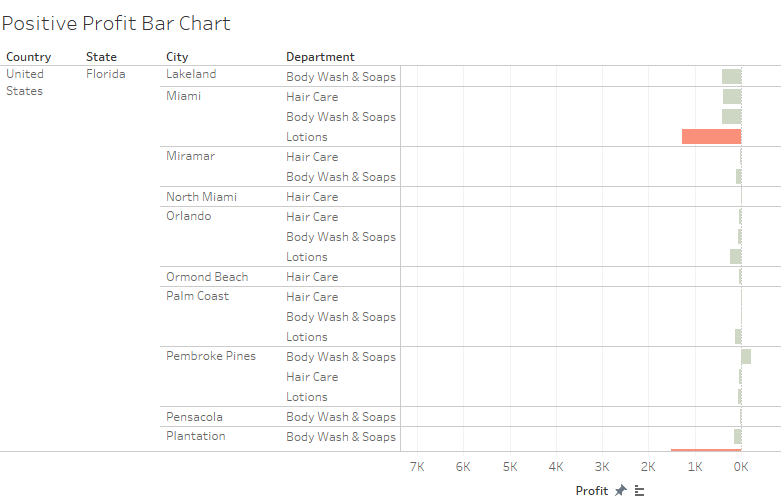 Positive Profit Bar Chart
Country State City Department
United States Florida Lakeland Body Wash & Soaps
Miami Hair Care
Body Wash & Soaps
Lotions
Miramar Hair Care
Body Wash & Soaps
North Miami Hair Care
Orlando Hair Care
Body Wash & Soaps
Lotions
Ormond Beach Hair Care
Palm Coast Hair Care
Body Wash & Soaps
Lotions
Pembroke Pines Body Wash & Soaps
Hair Care
Lotions
Pensacola Body Wash & Soaps
Plantation Body Wash & Soaps
7K 6K 5K 4K 3K 2K 1K 0K
Profit